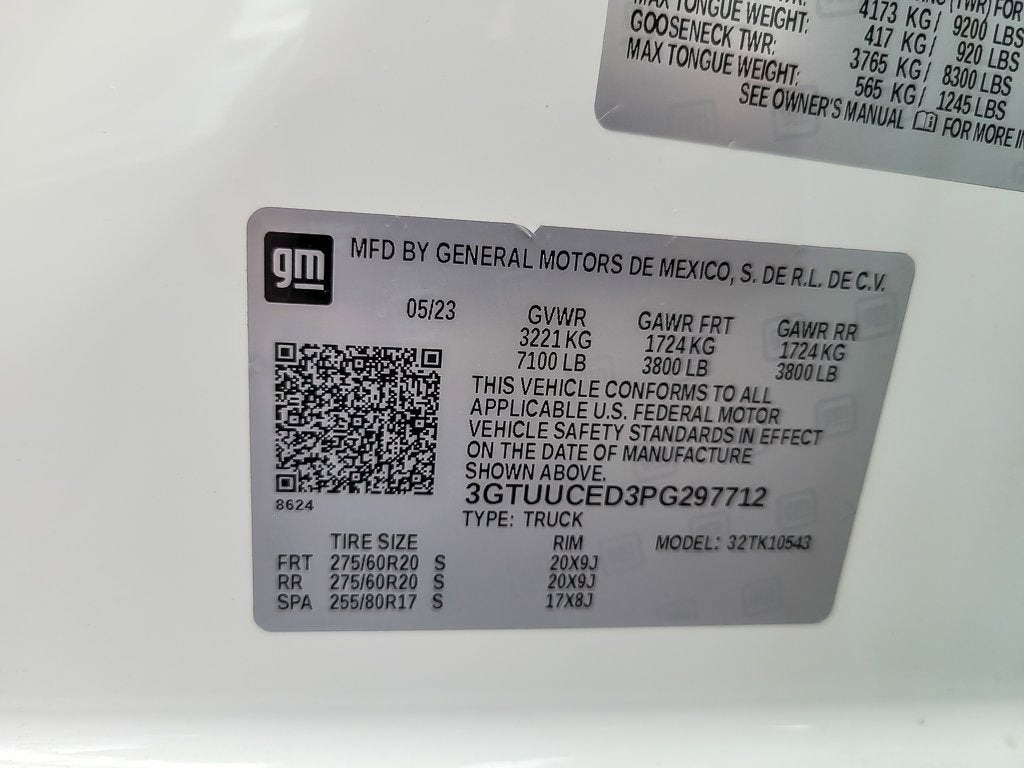 (TWR) FOR
MAX TONGUE WEIGHT: 4173 KG/ 9200 LBS
GOOSENECK TWR: 417 KG/ 920 LBS
MAX TONGUE WEIGHT: 3765 KG/ 8300 LBS
565 KG/ 1245 LBS
SEE OWNER'S MANUAL FOR MORE
gm
MFD BY GENERAL MOTORS DE MEXICO, S. DE R.L. DE C.V.
05/23 GVWR GAWR FRT GAWR RR
3221 KG 1724 KG 1724 KG
7100 LB 3800 LB 3800 LB
THIS VEHICLE CONFORMS TO ALL
APPLICABLE U.S. FEDERAL MOTOR
VEHICLE SAFETY STANDARDS IN EFFECT
ON THE DATE OF MANUFACTURE
SHOWN ABOVE.
3GTUUCED3PG297712
8624
TYPE: TRUCK
TIRE SIZE RIM MODEL: 32TK10543
FRT 275/60R20 S 20X9J
RR 275/60R20 S 20X9J
SPA 255/80R17 S 17X8J